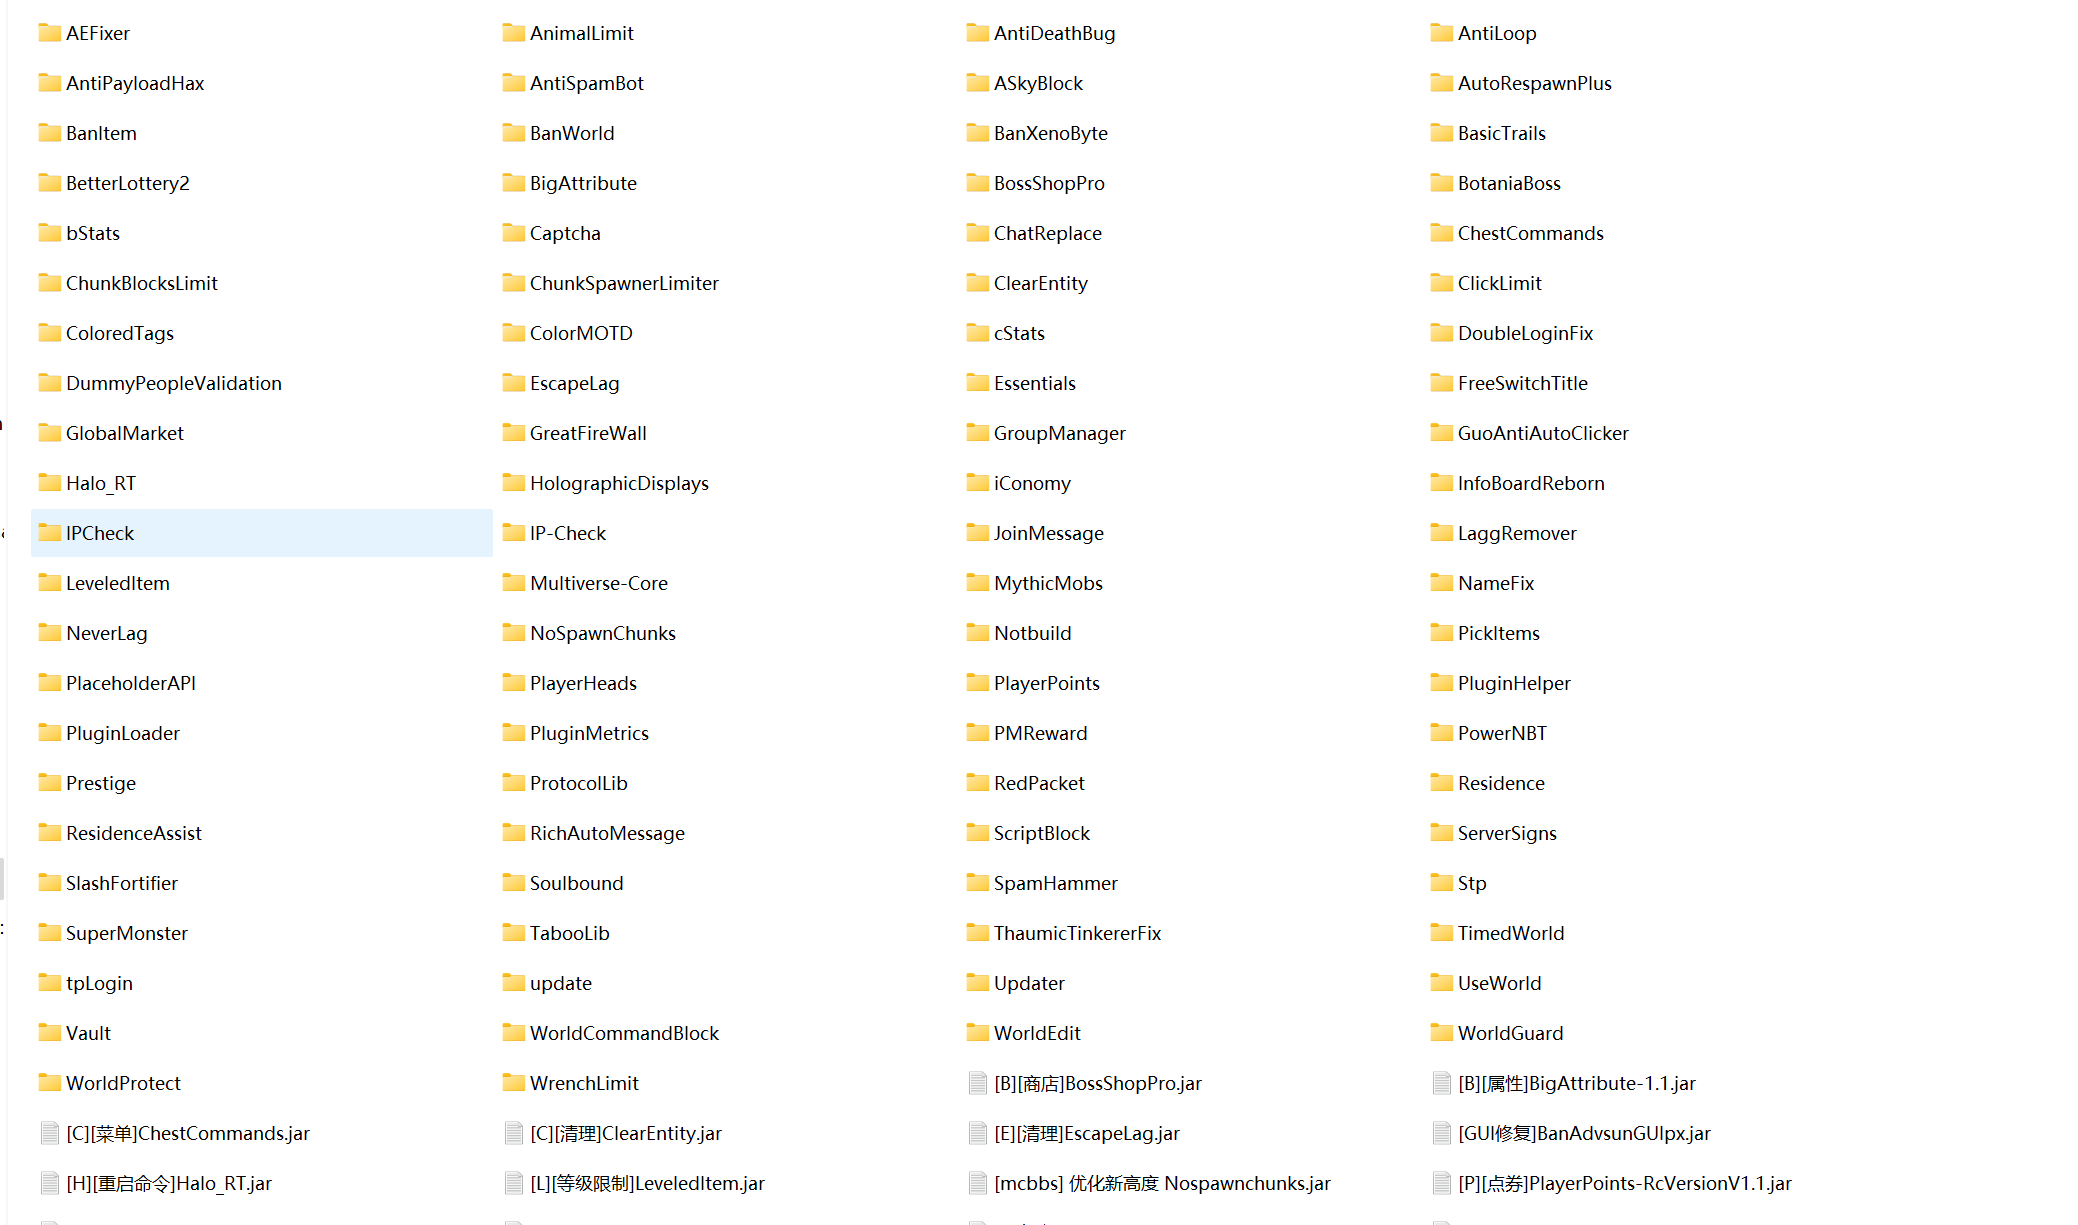 AEFixer AnimalLimit AntiDeathBug AntiLoop
AntiPayloadHax AntiSpamBot ASkyBlock AutoRespawnPlus
BanItem BanWorld BanXenoByte BasicTrails
BetterLottery2 BigAttribute BossShopPro BotaniaBoss
bStats Captcha ChatReplace ChestCommands
ChunkBlocksLimit ChunkSpawnerLimiter ClearEntity ClickLimit
ColoredTags ColorMOTD cStats DoubleLoginFix
DummyPeopleValidation EscapeLag Essentials FreeSwitchTitle
GlobalMarket GreatFireWall GroupManager GuoAntiAutoClicker
Halo_RT HolographicDisplays iConomy InfoBoardReborn
IPCheck IP-Check JoinMessage LaggRemover
LeveledItem Multiverse-Core MythicMobs NameFix
NeverLag NoSpawnChunks Notbuild PickItems
PlaceholderAPI PlayerHeads PlayerPoints PluginHelper
PluginLoader PluginMetrics PMReward PowerNBT
Prestige ProtocolLib RedPacket Residence
ResidenceAssist RichAutoMessage ScriptBlock ServerSigns
SlashFortifier Soulbound SpamHammer Stp
SuperMonster TabooLib ThaumicTinkererFix TimedWorld
tpLogin update Updater UseWorld
Vault WorldCommandBlock WorldEdit WorldGuard
WorldProtect WrenchLimit [B][商店]BossShopPro.jar [B][属性]BigAttribute-1.1.jar
[C][菜单]ChestCommands.jar [C][清理]ClearEntity.jar [E][清理]EscapeLag.jar [GUI修复]BanAdvsunGUIpx.jar
[H][重启命令]Halo_RT.jar [L][等级限制]LeveledItem.jar [mcbbs] 优化新高度 Nospawnchunks.jar [P][点券]PlayerPoints-RcVersionV1.1.jar